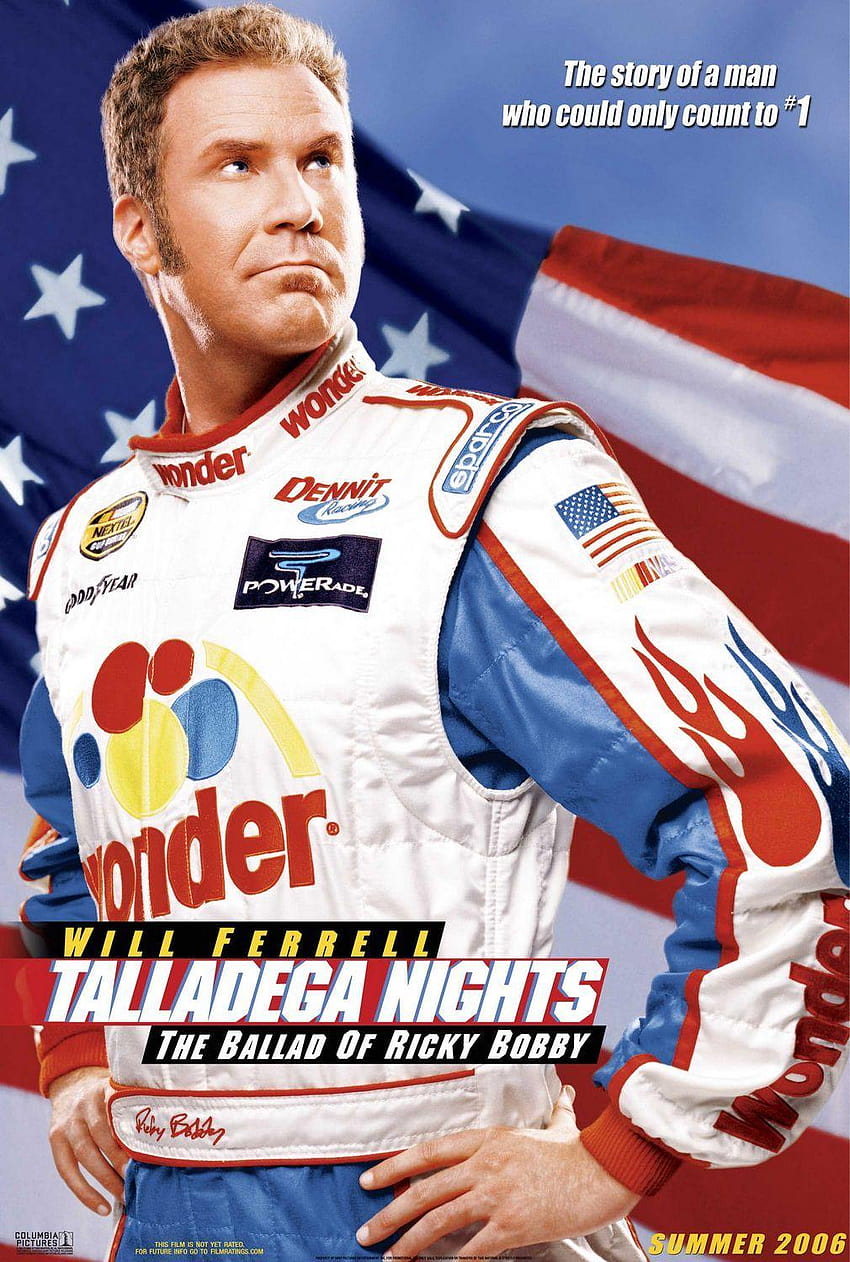 The story of a man
who could only count to #1
wonder
wonder
DENNIT
Racing
sparco
NEXTEL
GOODYEAR
POWERADE
wonder®
Wonder
WILL FERRELL
TALLADEGA NIGHTS
THE BALLAD OF RICKY BOBBY
Ricky Bobby
COLUMBIA
PICTURES
THIS FILM IS NOT YET RATED.
FOR FUTURE INFO GO TO FILMRATINGS.COM
SUMMER 2006